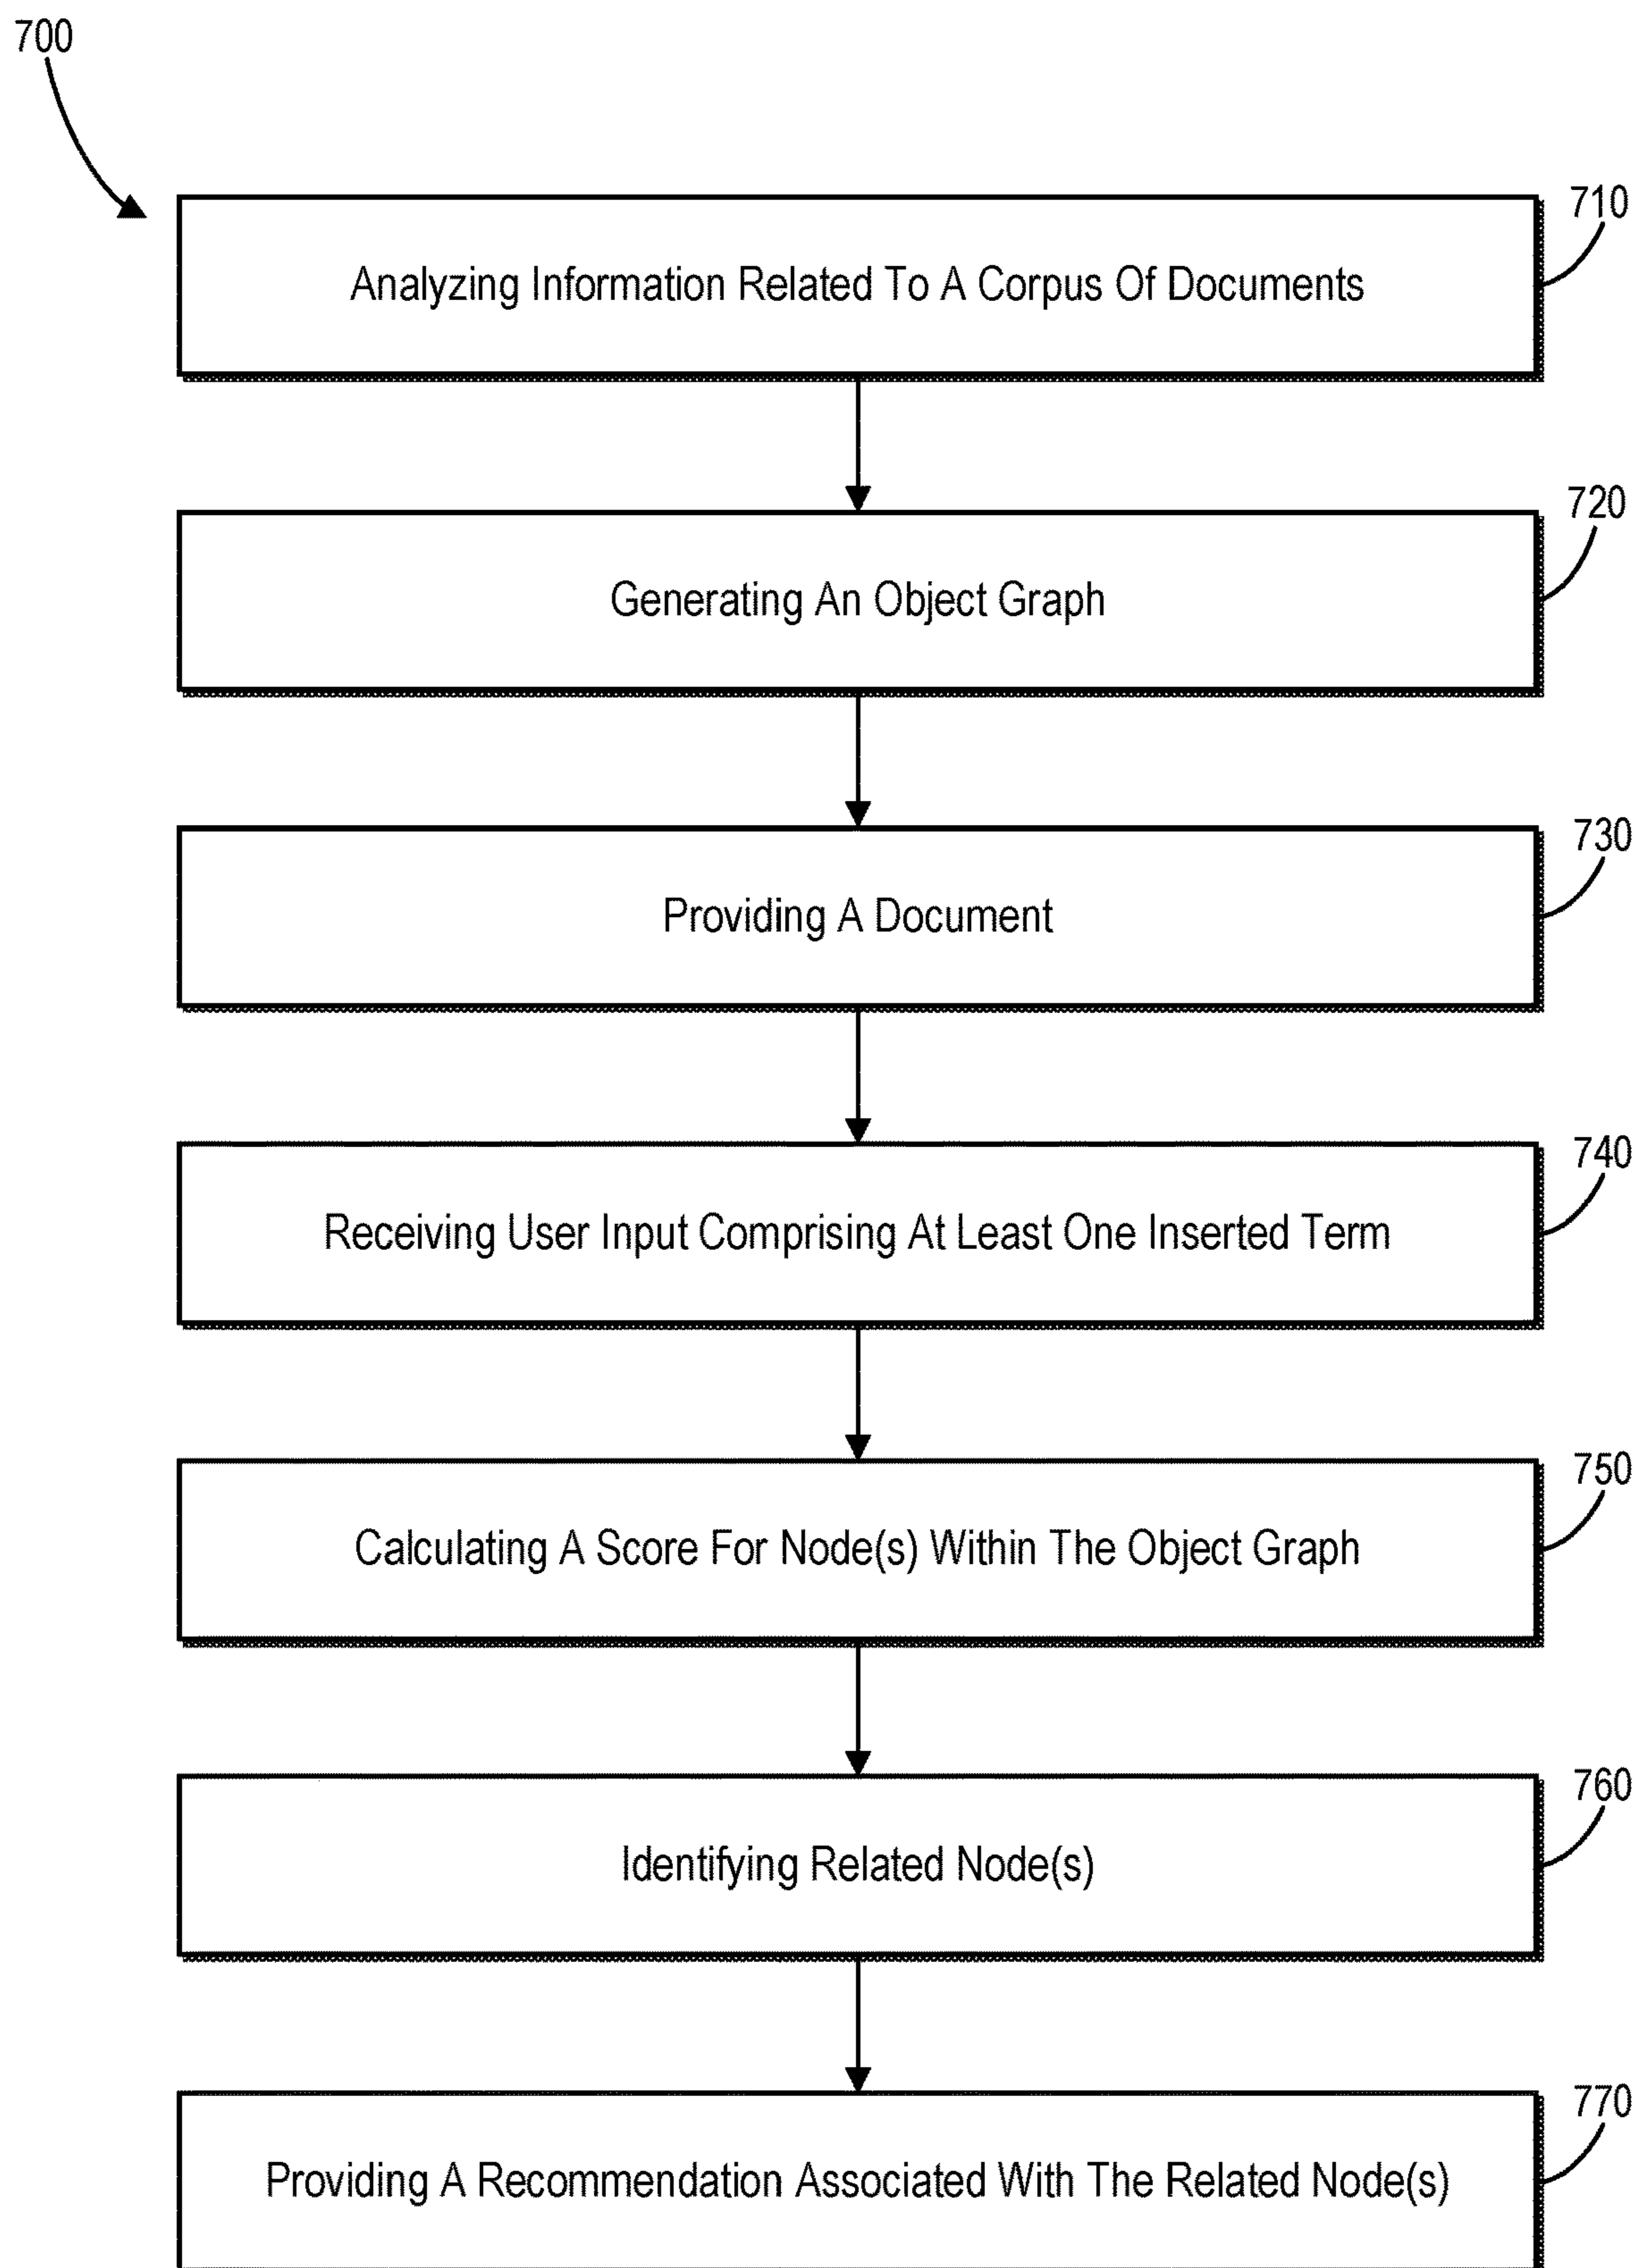 700
710
Analyzing Information Related To A Corpus Of Documents
720
Generating An Object Graph
730
Providing A Document
740
Receiving User Input Comprising At Least One Inserted Term
750
Calculating A Score For Node(s) Within The Object Graph
760
Identifying Related Node(s)
770
Providing A Recommendation Associated With The Related Node(s)